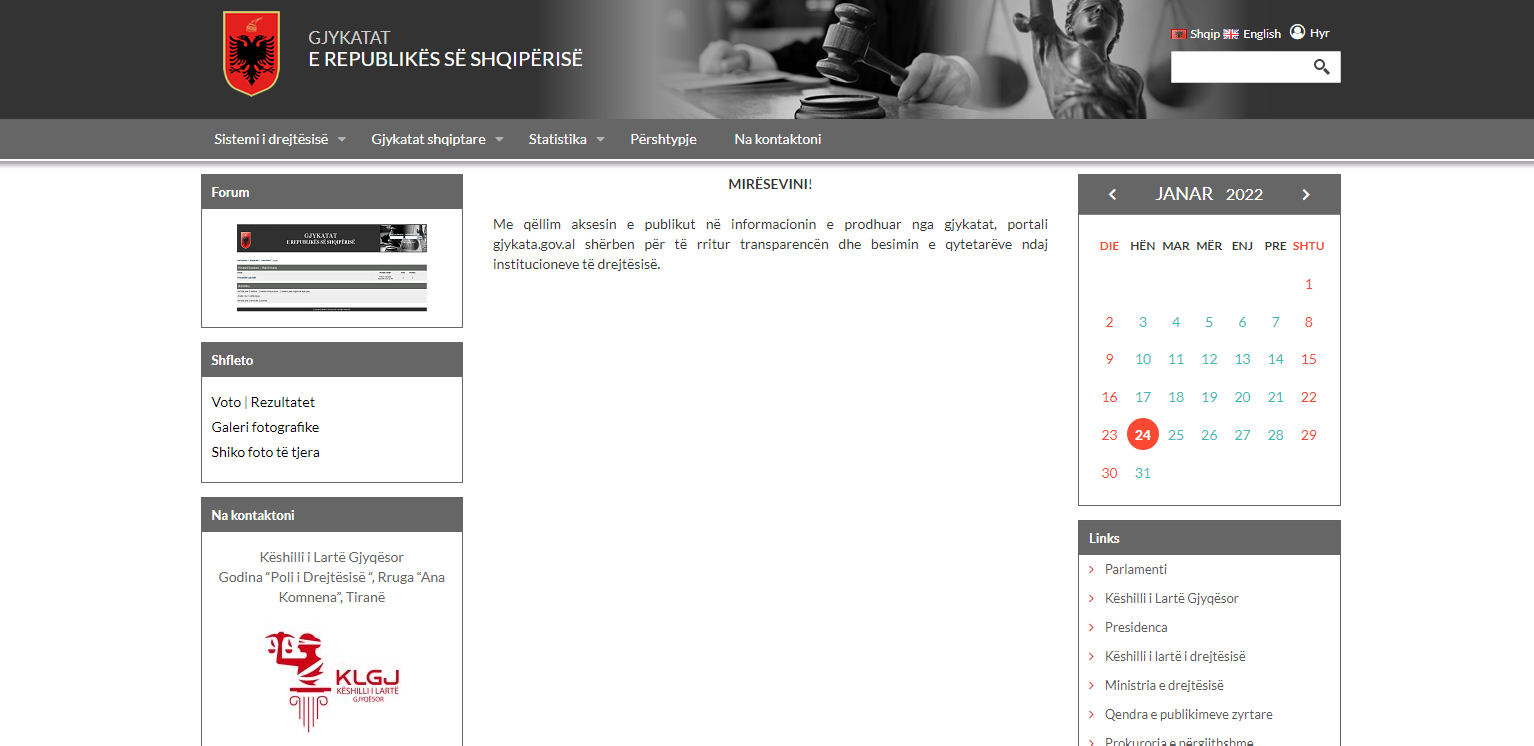 GJYKATAT
E REPUBLIKËS SË SHQIPËRISË
Shqip English Hyr
Sistemi i drejtësisë Gjykatat shqiptare Statistika Përshtypje Na kontaktoni
Forum
GJYKATAT
E REPUBLIKËS SË SHQIPËRISË
Shfleto
Voto | Rezultatet
Galeri fotografike
Shiko foto të tjera
Na kontaktoni
Këshilli i Lartë Gjyqësor
Godina “Poli i Drejtësisë “, Rruga “Ana
Komnena”, Tiranë
KLGJ
KËSHILLI I LARTË
GJYQËSOR
MIRËSEVINI!
Me qëllim aksesin e publikut në informacionin e prodhuar nga gjykatat, portali
gjykata.gov.al shërben për të rritur transparencën dhe besimin e qytetarëve ndaj
institucioneve të drejtësisë.
JANAR 2022
DIE HËN MAR MËR ENJ PRE SHTU
1
2 3 4 5 6 7 8
9 10 11 12 13 14 15
16 17 18 19 20 21 22
23 24 25 26 27 28 29
30 31
Links
Parlamenti
Këshilli i Lartë Gjyqësor
Presidenca
Këshilli i lartë i drejtësisë
Ministria e drejtësisë
Qendra e publikimeve zyrtare
Prokuroria e përgjithshme